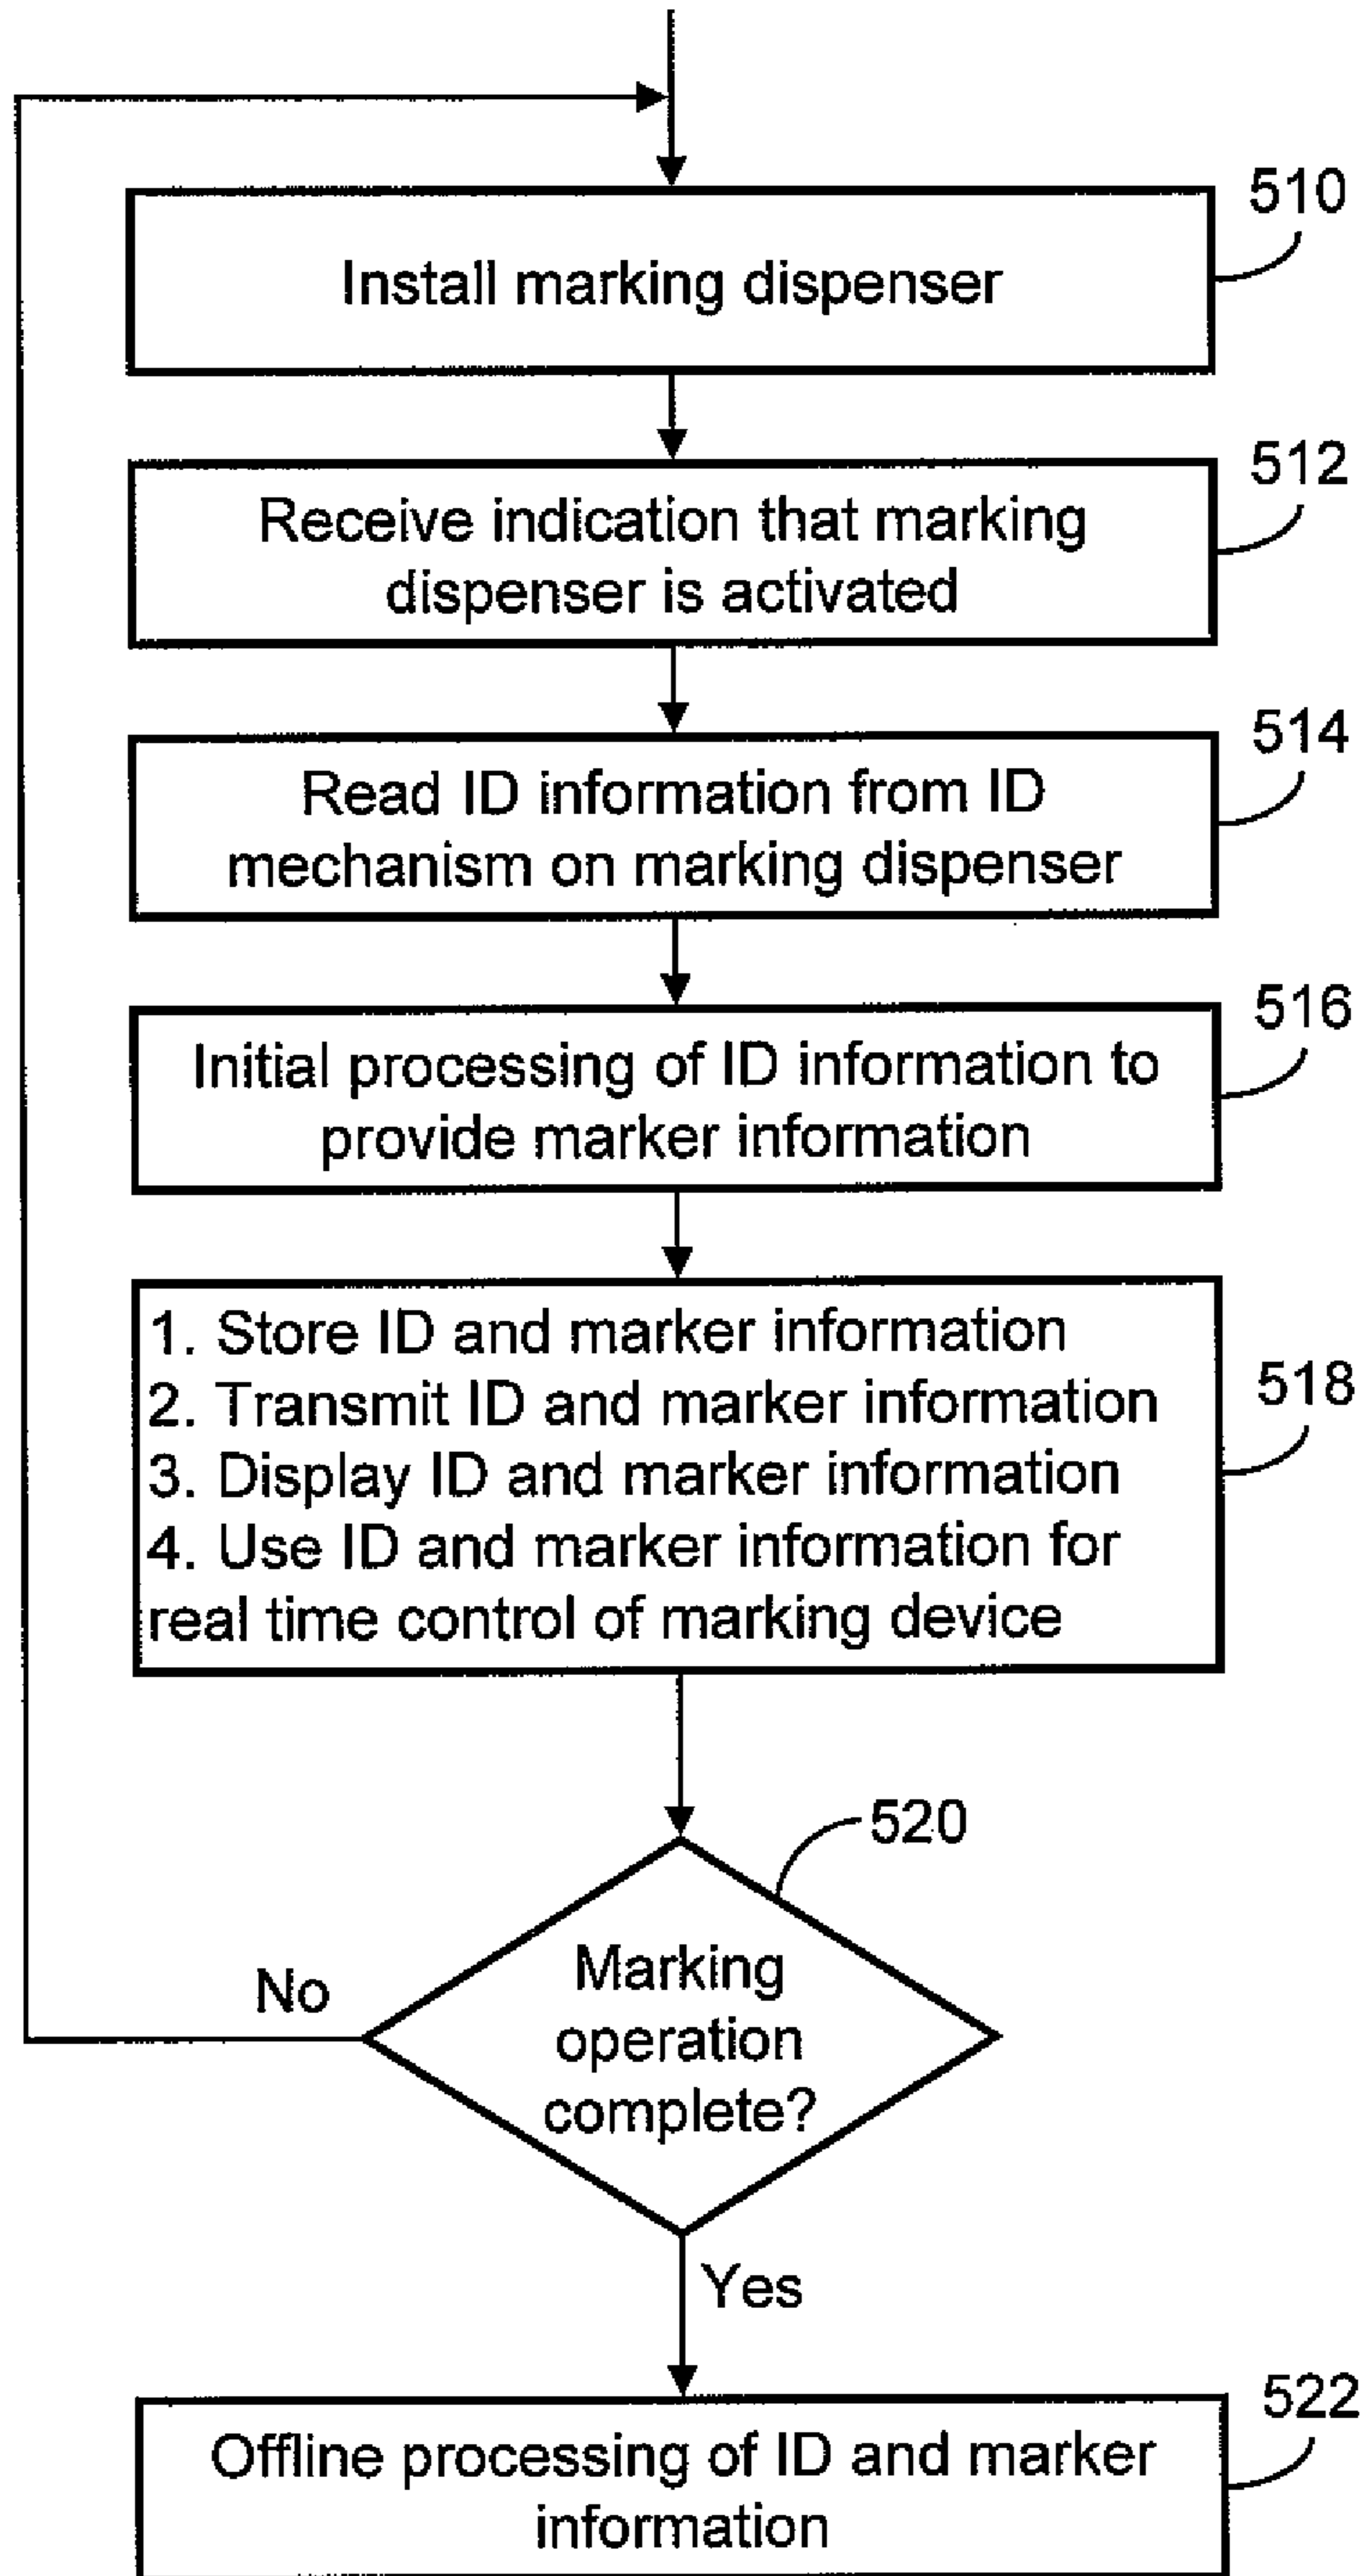 510
Install marking dispenser
512
Receive indication that marking
dispenser is activated
514
Read ID information from ID
mechanism on marking dispenser
516
Initial processing of ID information to
provide marker information
518
1. Store ID and marker information
2. Transmit ID and marker information
3. Display ID and marker information
4. Use ID and marker information for
real time control of marking device
520
Marking
operation
complete?
No
Yes
522
Offline processing of ID and marker
information